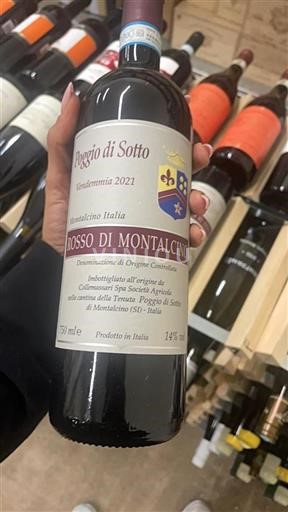 Poggio di Sotto
Vendemmia 2021
Montalcino Italia
ROSSO DI MONTALCINO
Denominazione di Origine Controllata
VINIOU
Imbottigliato all'origine da
Collemassari Spa Società Agricola
nella cantina della Tenuta Poggio di Sotto
di Montalcino (SI) - Italia
750 ml e Prodotto in Italia 14%